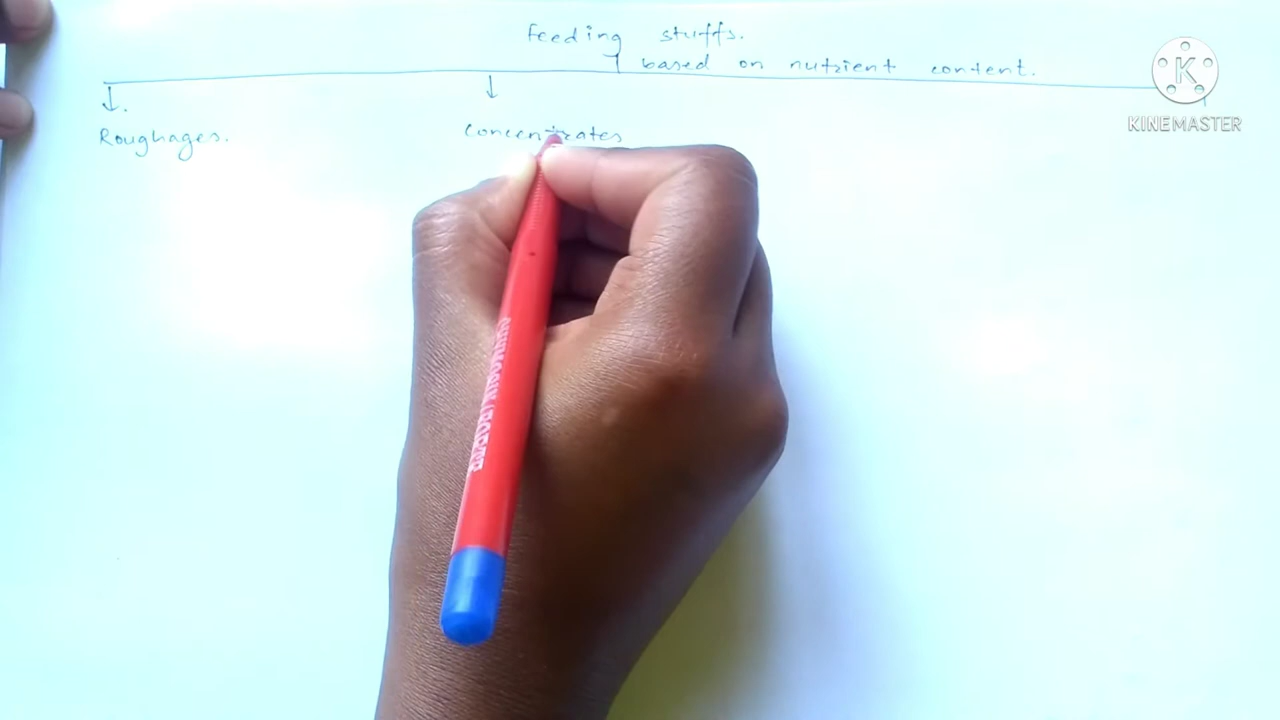 Feeding stuffs.
based on nutrient content.
Roughages.
Concentrates
K
KINEMASTER